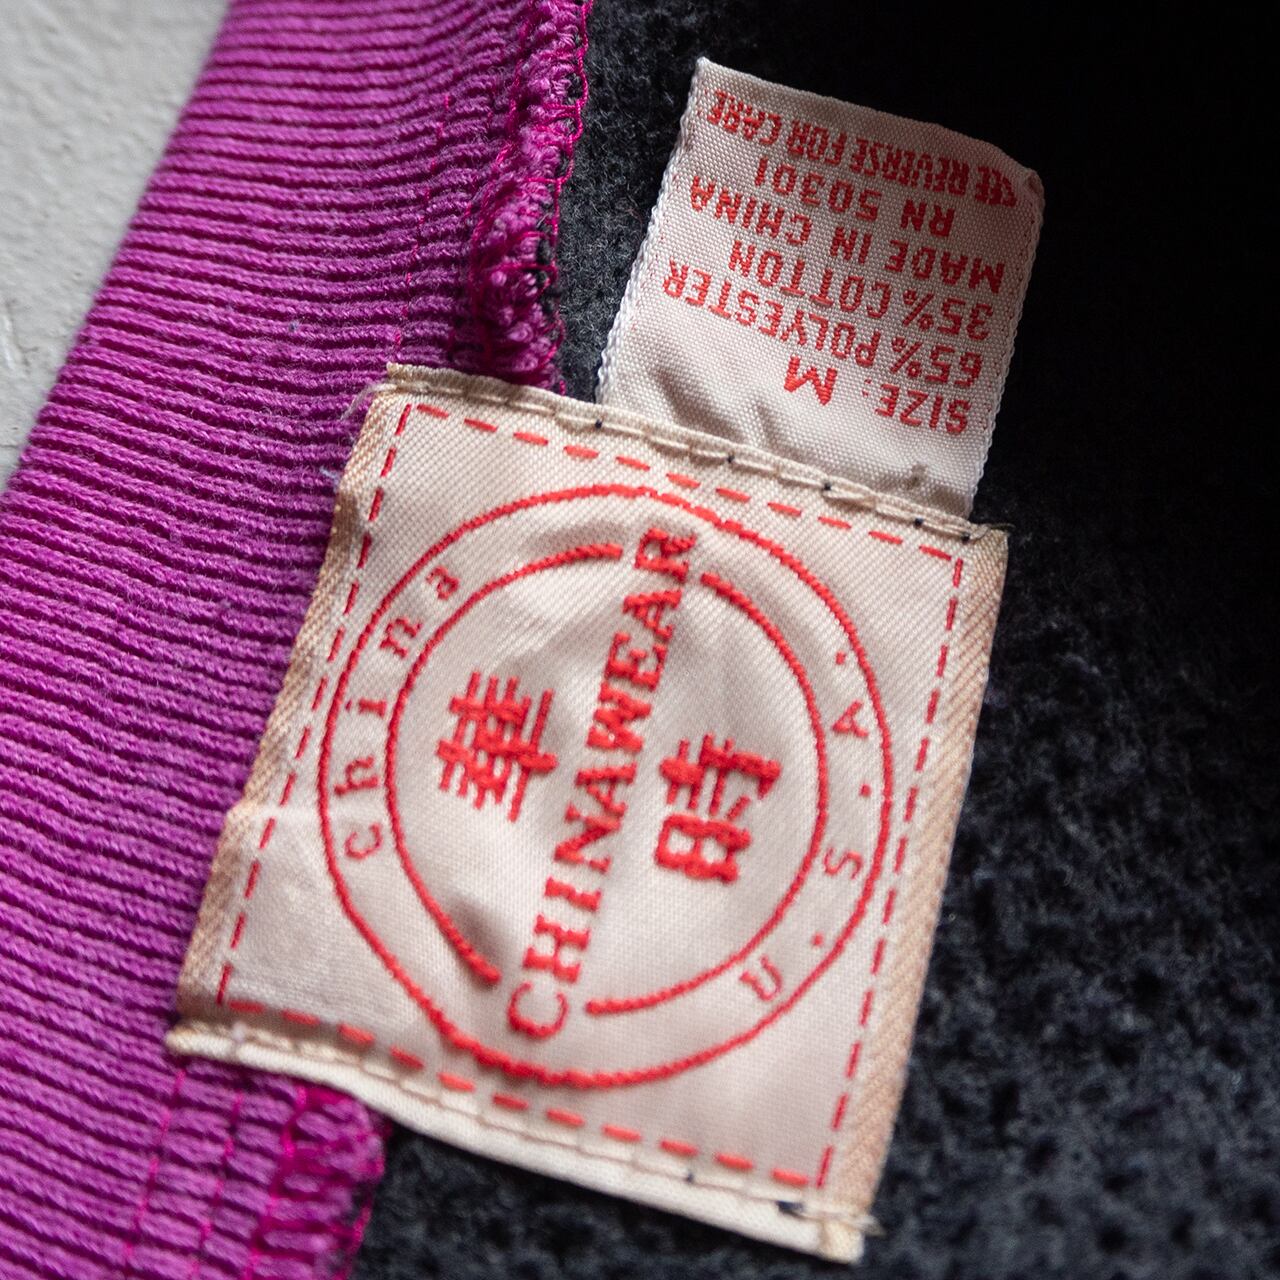 SIZE: M
65% POLYESTER
35% COTTON
MADE IN CHINA
RN 50301
SEE REVERSE FOR CARE
china
華
CHINAWEAR
時
U.S.A.